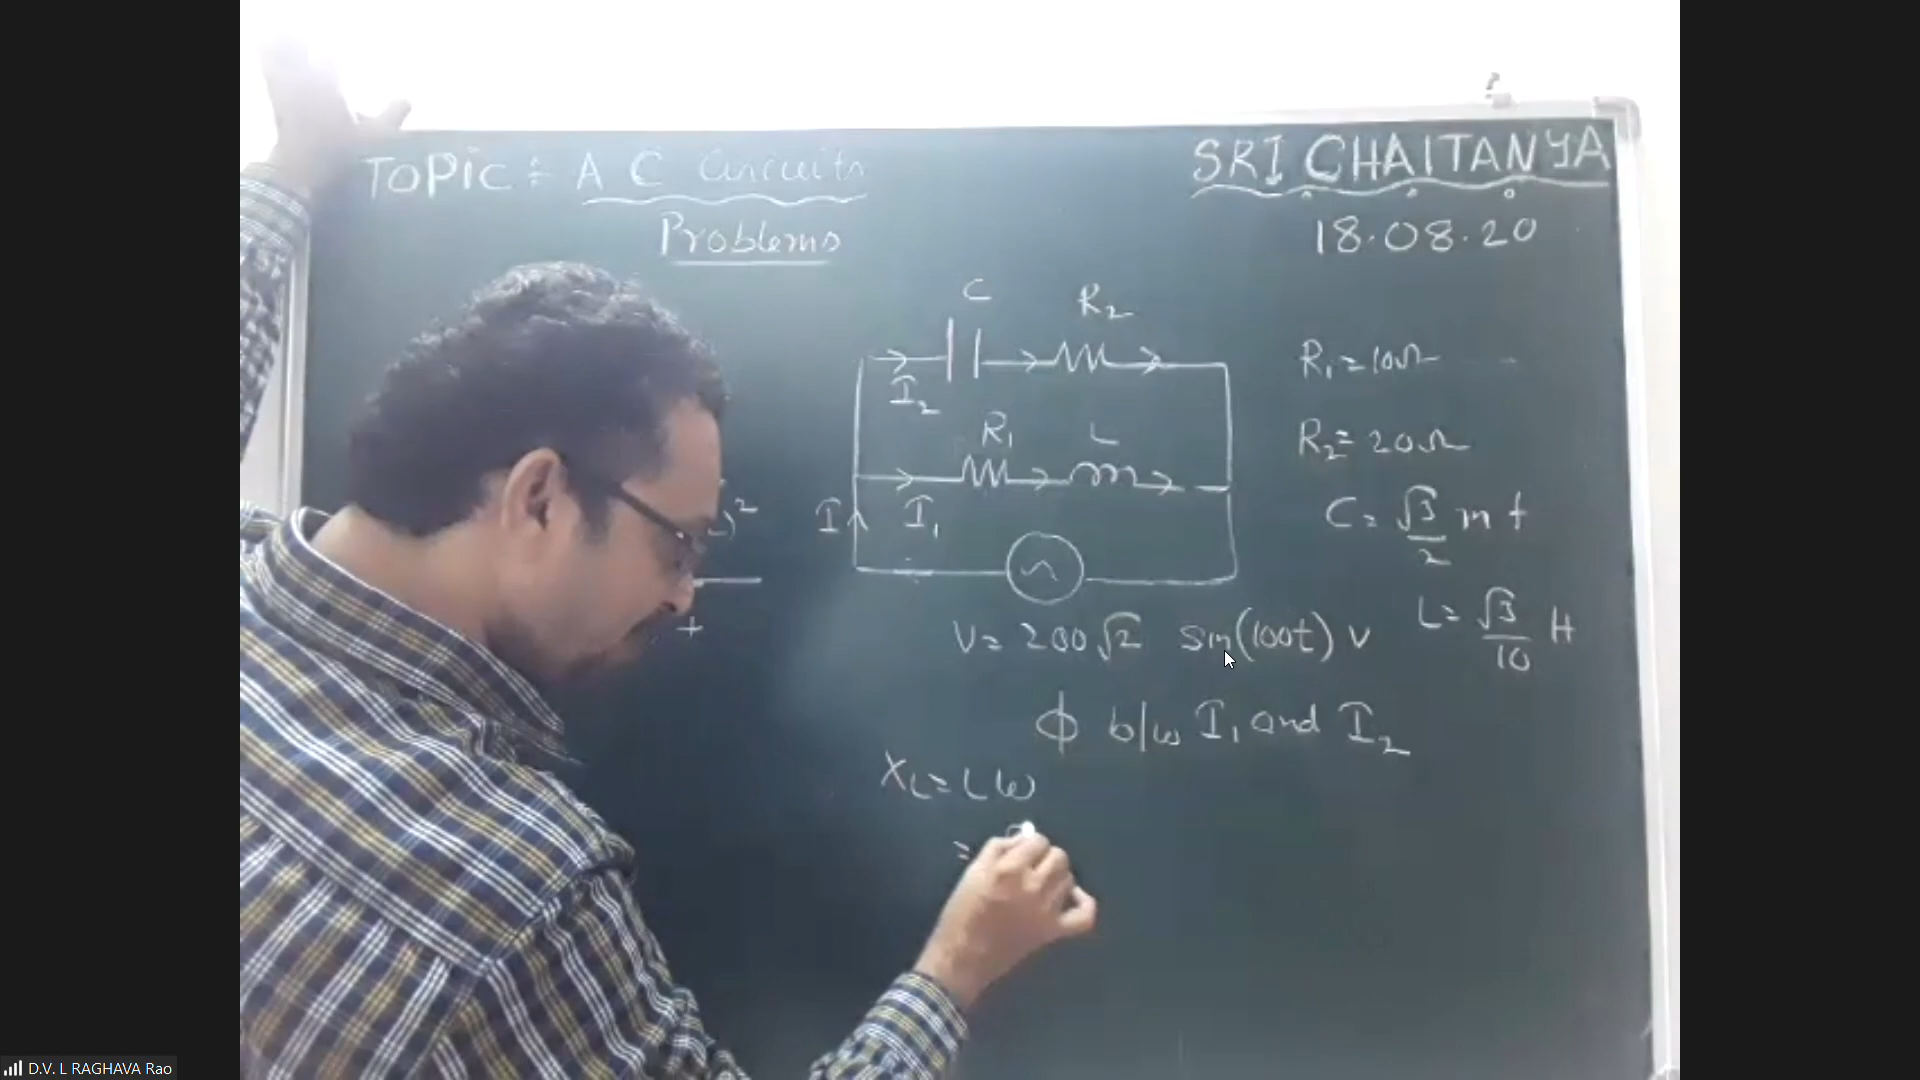 TOPIC : A C Circuits
Problems
SRI CHAITANYA
18.08.20
C
R2
I2
R1 L
I I1
R1 = 10Ω
R2 = 20Ω
C = √3/2 m f
L = √3/10 H
V = 200√2 sin(100t) V
ϕ b/w I1 and I2
XL = Lω
=
)²
+
D.V. L RAGHAVA Rao